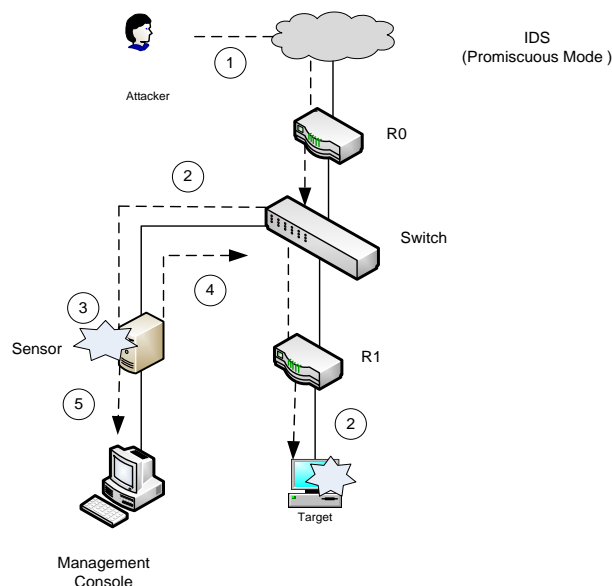 IDS
(Promiscuous Mode )
1
Attacker
R0
2
Switch
4
3
Sensor
R1
5
2
Target
Management
Console